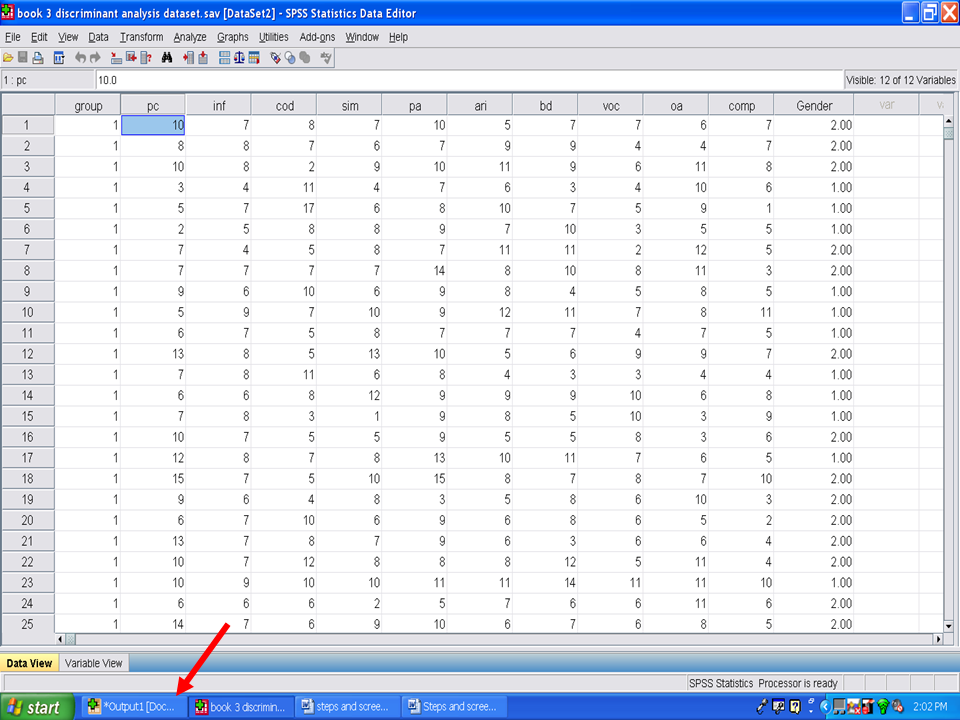 book 3 discriminant analysis dataset.sav [DataSet2] - SPSS Statistics Data Editor
File Edit View Data Transform Analyze Graphs Utilities Add-ons Window Help
1 : pc 10.0 Visible: 12 of 12 Variables
group pc inf cod sim pa ari bd voc oa comp Gender var va
1 1 10 7 8 7 10 5 7 7 6 7 2.00
2 1 8 8 7 6 7 9 9 4 4 7 2.00
3 1 10 8 2 9 10 11 9 6 11 8 2.00
4 1 3 4 11 4 7 6 3 4 10 6 1.00
5 1 5 7 17 6 8 10 7 5 9 1 1.00
6 1 2 5 8 8 9 7 10 3 5 5 1.00
7 1 7 4 5 8 7 11 11 2 12 5 2.00
8 1 7 7 7 7 14 8 10 8 11 3 2.00
9 1 9 6 10 6 9 8 4 5 8 5 1.00
10 1 5 9 7 10 9 12 11 7 8 11 1.00
11 1 6 7 5 8 7 7 7 4 7 5 1.00
12 1 13 8 5 13 10 5 6 9 9 7 2.00
13 1 7 8 11 6 8 4 3 3 4 4 1.00
14 1 6 6 8 12 9 9 9 10 6 8 1.00
15 1 7 8 3 1 9 8 5 10 3 9 1.00
16 1 10 7 5 5 9 5 5 8 3 6 2.00
17 1 12 8 7 8 13 10 11 7 6 5 1.00
18 1 15 7 5 10 15 8 7 8 7 10 2.00
19 1 9 6 4 8 3 5 8 6 10 3 2.00
20 1 6 7 10 6 9 6 8 6 5 2 2.00
21 1 13 7 8 7 9 6 3 6 6 4 2.00
22 1 10 7 12 8 8 8 12 5 11 4 2.00
23 1 10 9 10 10 11 11 14 11 11 10 1.00
24 1 6 6 6 2 5 7 6 6 11 6 2.00
25 1 14 7 6 9 10 6 7 6 8 5 2.00
Data View Variable View
SPSS Statistics Processor is ready
start *Output1 [Doc... book 3 discrimin... steps and scree... Steps and scree... 2:02 PM